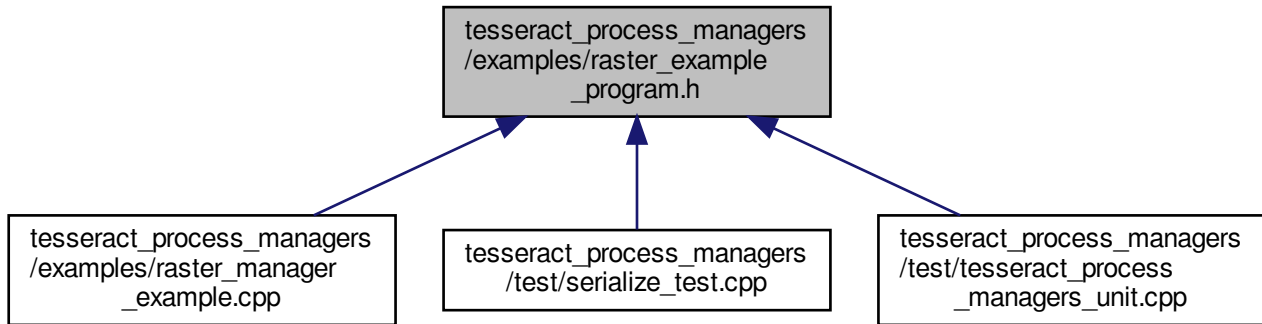 tesseract_process_managers
/examples/raster_example
_program.h
tesseract_process_managers
/examples/raster_manager
_example.cpp
tesseract_process_managers
/test/serialize_test.cpp
tesseract_process_managers
/test/tesseract_process
_managers_unit.cpp